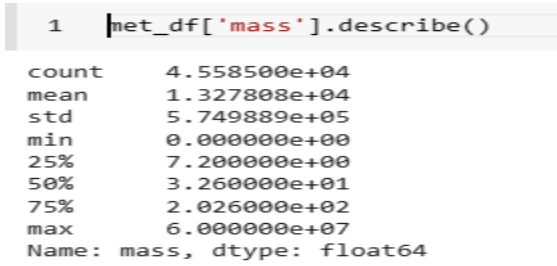 1 met_df['mass'].describe()
count 4.558500e+04
mean 1.327808e+04
std 5.749889e+05
min 0.000000e+00
25% 7.200000e+00
50% 3.260000e+01
75% 2.026000e+02
max 6.000000e+07
Name: mass, dtype: float64